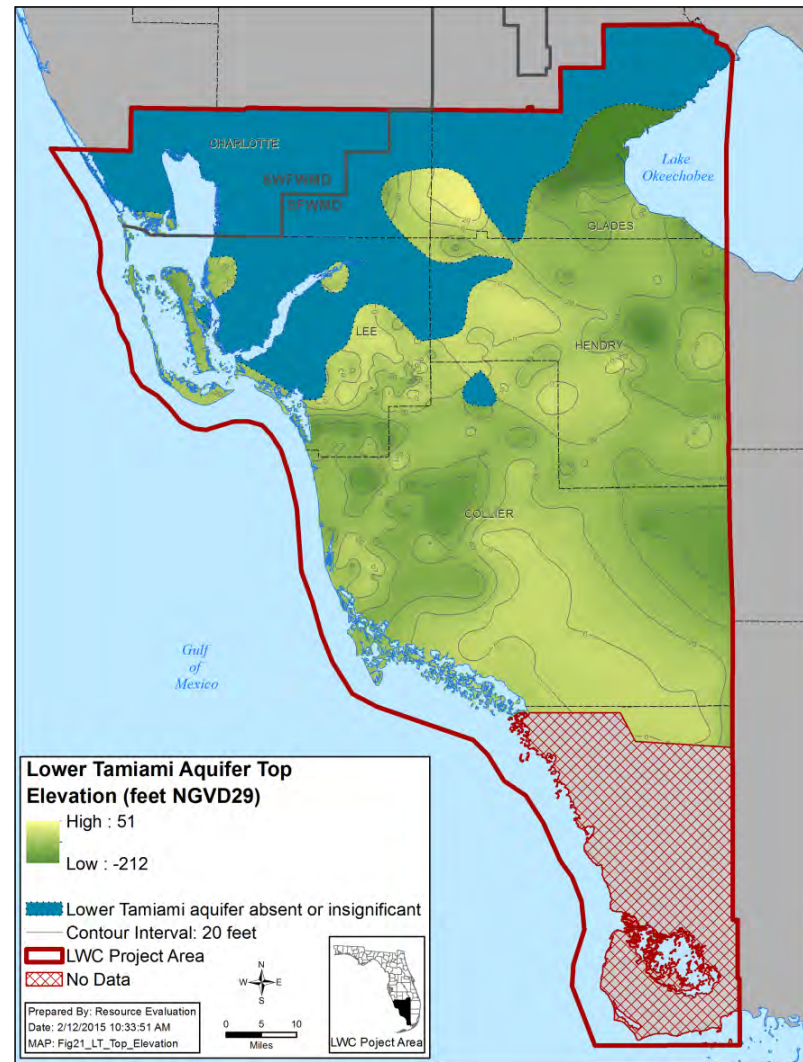 CHARLOTTE
SWFWMD
SFWMD
Lake
Okeechobee
GLADES
LEE
HENDRY
COLLIER
Gulf
of
Mexico
Lower Tamiami Aquifer Top
Elevation (feet NGVD29)
High : 51
Low : -212
Lower Tamiami aquifer absent or insignificant
Contour Interval: 20 feet
LWC Project Area
No Data
N
W E
S
Prepared By: Resource Evaluation
Date: 2/12/2015 10:33:51 AM
MAP: Fig21_LT_Top_Elevation
0 5 10
Miles
LWC Poject Area